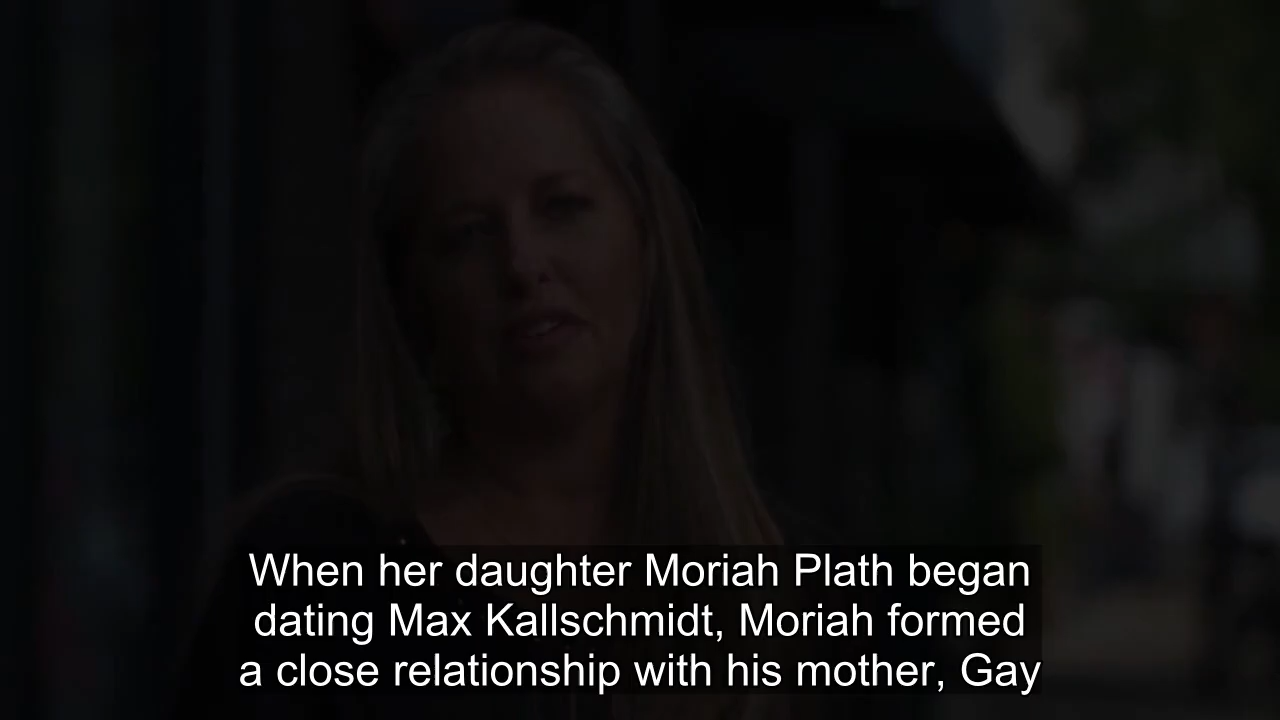 When her daughter Moriah Plath began
dating Max Kallschmidt, Moriah formed
a close relationship with his mother, Gay